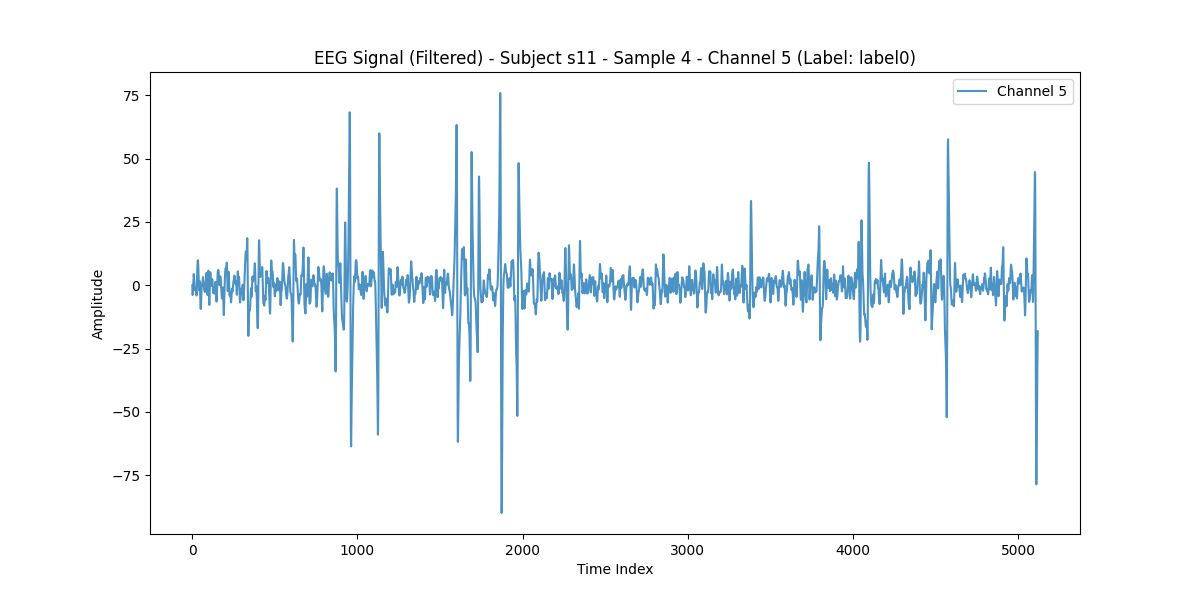 EEG Signal (Filtered) - Subject s11 - Sample 4 - Channel 5 (Label: label0)
Channel 5
75
50
25
0
−25
−50
−75
Amplitude
0 1000 2000 3000 4000 5000
Time Index